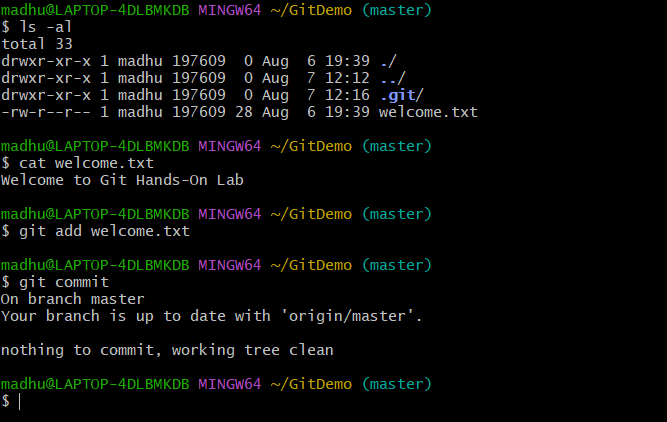 madhu@LAPTOP-4DLBMKDB MINGW64 ~/GitDemo (master)
$ ls -al
total 33
drwxr-xr-x 1 madhu 197609  0 Aug  6 19:39 ./
drwxr-xr-x 1 madhu 197609  0 Aug  7 12:12 ../
drwxr-xr-x 1 madhu 197609  0 Aug  7 12:16 .git/
-rw-r--r-- 1 madhu 197609 28 Aug  6 19:39 welcome.txt
madhu@LAPTOP-4DLBMKDB MINGW64 ~/GitDemo (master)
$ cat welcome.txt
Welcome to Git Hands-On Lab
madhu@LAPTOP-4DLBMKDB MINGW64 ~/GitDemo (master)
$ git add welcome.txt
madhu@LAPTOP-4DLBMKDB MINGW64 ~/GitDemo (master)
$ git commit
On branch master
Your branch is up to date with 'origin/master'.
nothing to commit, working tree clean
madhu@LAPTOP-4DLBMKDB MINGW64 ~/GitDemo (master)
$